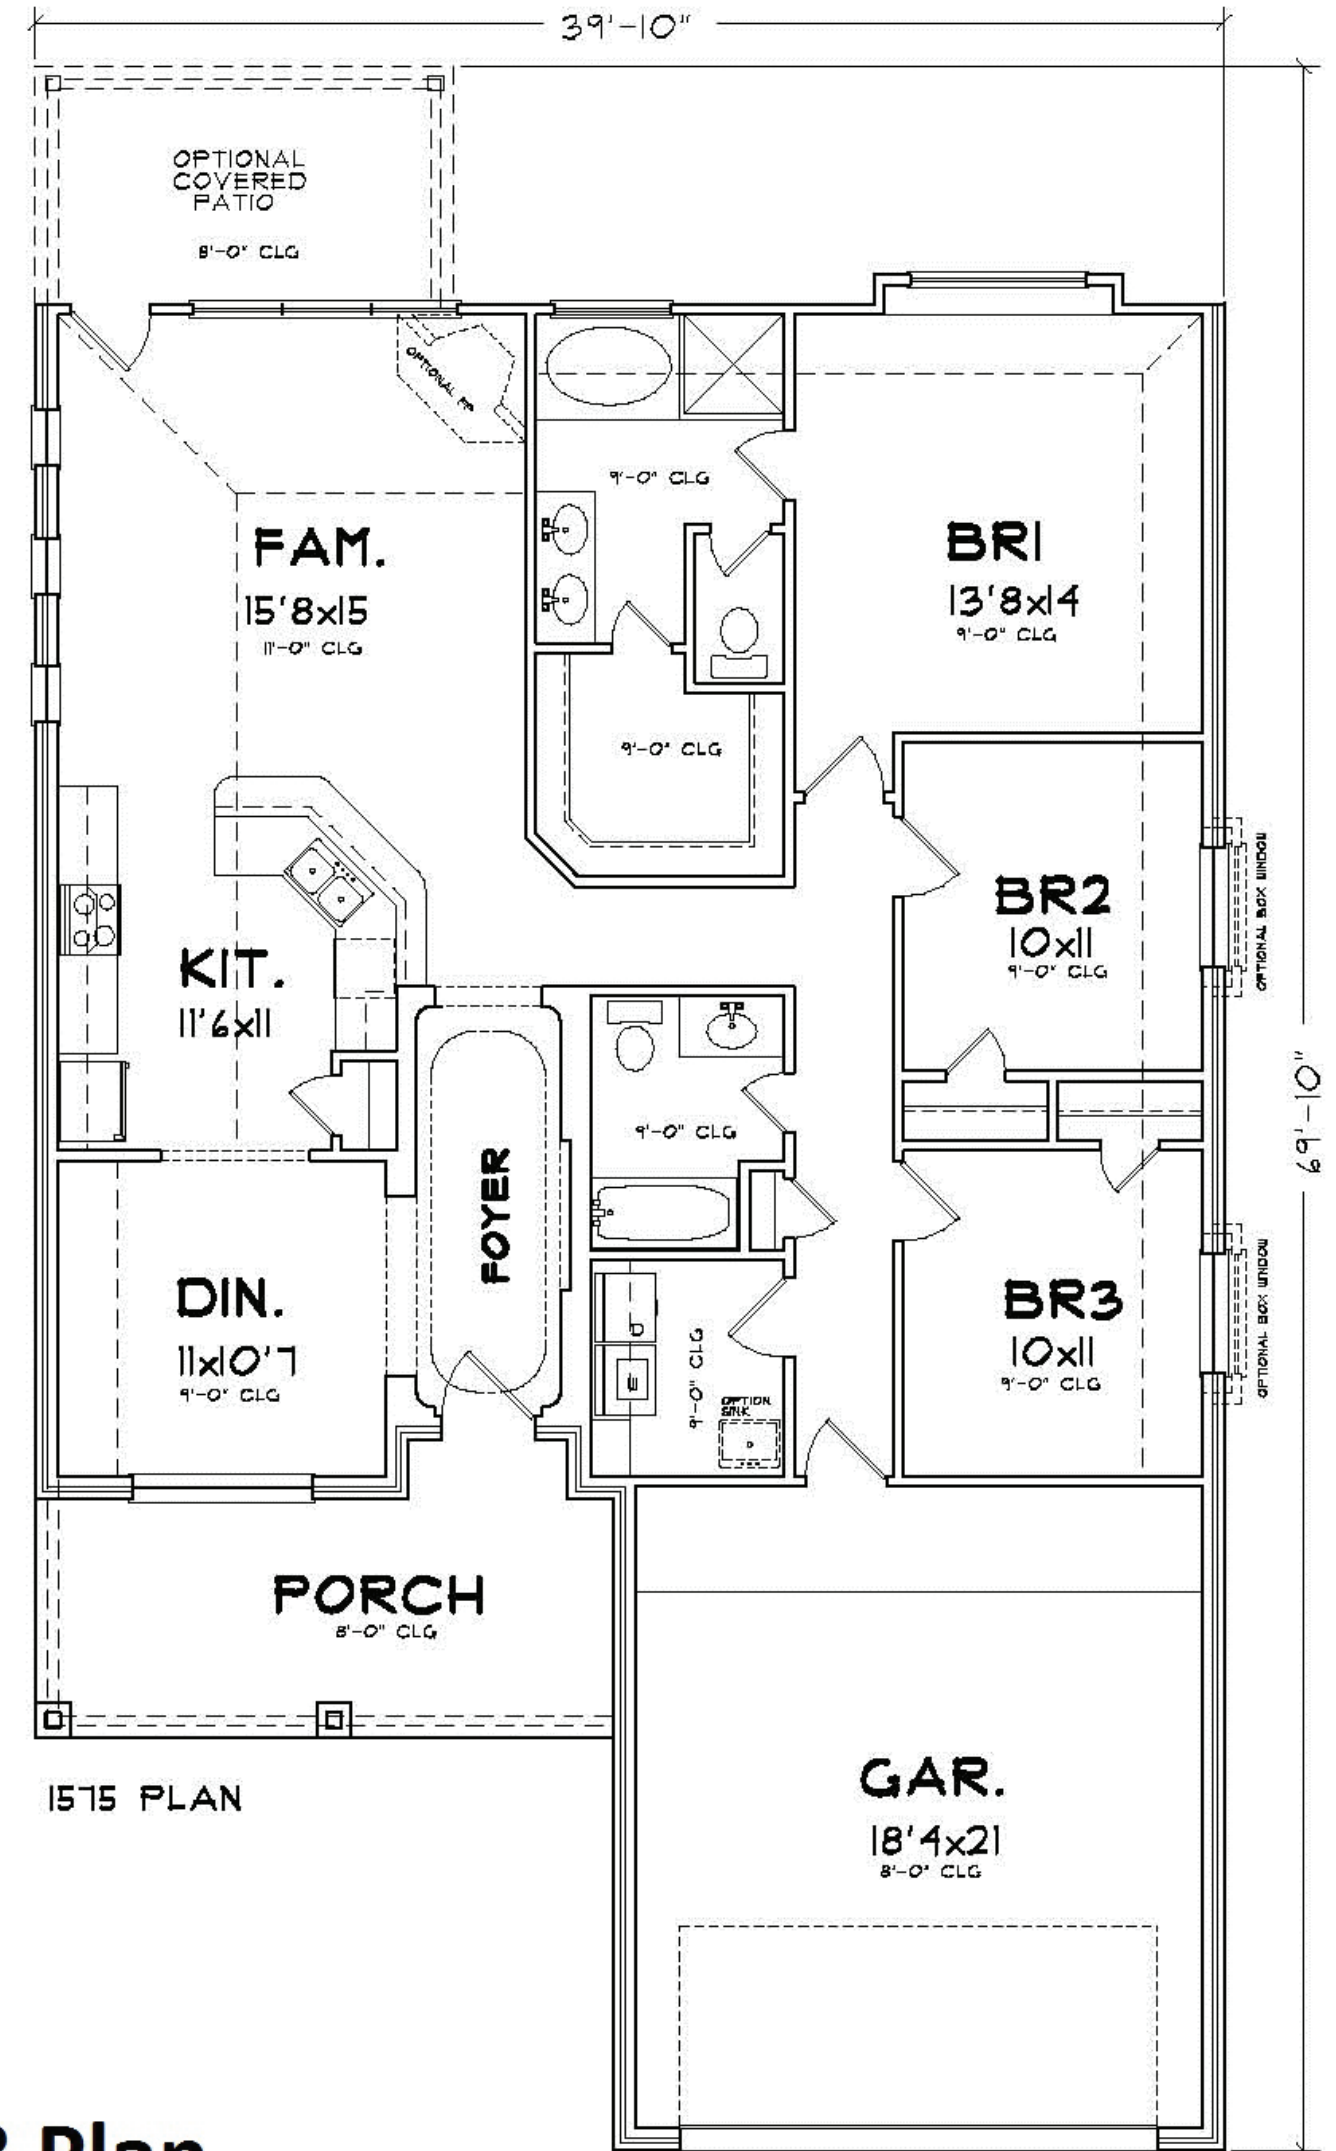 39'-10"
OPTIONAL
COVERED
PATIO
8'-0" CLG
OPTIONAL FP
9'-0" CLG
FAM.
15'8x15
11'-0" CLG
BR1
13'8x14
9'-0" CLG
9'-0" CLG
BR2
10x11
9'-0" CLG
OPTIONAL BOX WINDOW
KIT.
11'6x11
69'-10"
9'-0" CLG
FOYER
DIN.
11x10'7
9'-0" CLG
9'-0" CLG
OPTION
SINK
BR3
10x11
9'-0" CLG
OPTIONAL BOX WINDOW
PORCH
8'-0" CLG
1575 PLAN
GAR.
18'4x21
8'-0" CLG
Plan